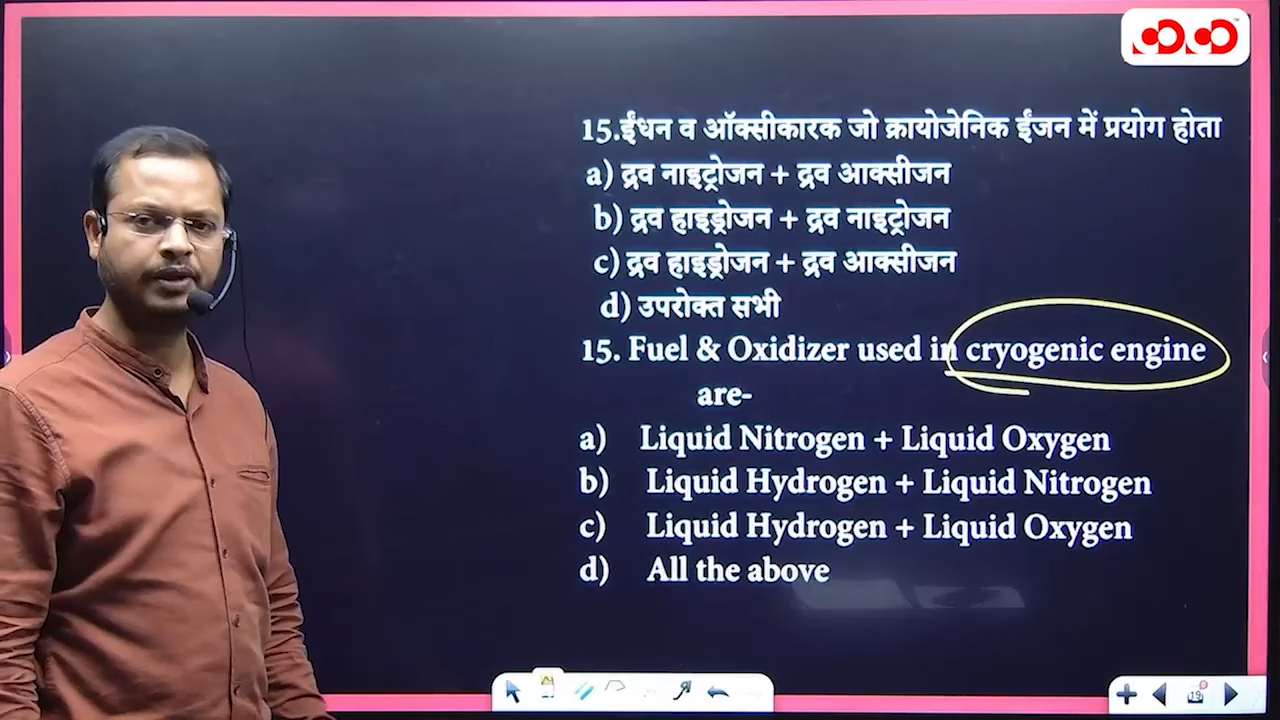 15.ईंधन व ऑक्सीकारक जो क्रायोजेनिक ईंजन में प्रयोग होता
a) द्रव नाइट्रोजन + द्रव आक्सीजन
b) द्रव हाइड्रोजन + द्रव नाइट्रोजन
c) द्रव हाइड्रोजन + द्रव आक्सीजन
d) उपरोक्त सभी
15. Fuel & Oxidizer used in cryogenic engine
are-
a) Liquid Nitrogen + Liquid Oxygen
b) Liquid Hydrogen + Liquid Nitrogen
c) Liquid Hydrogen + Liquid Oxygen
d) All the above
19